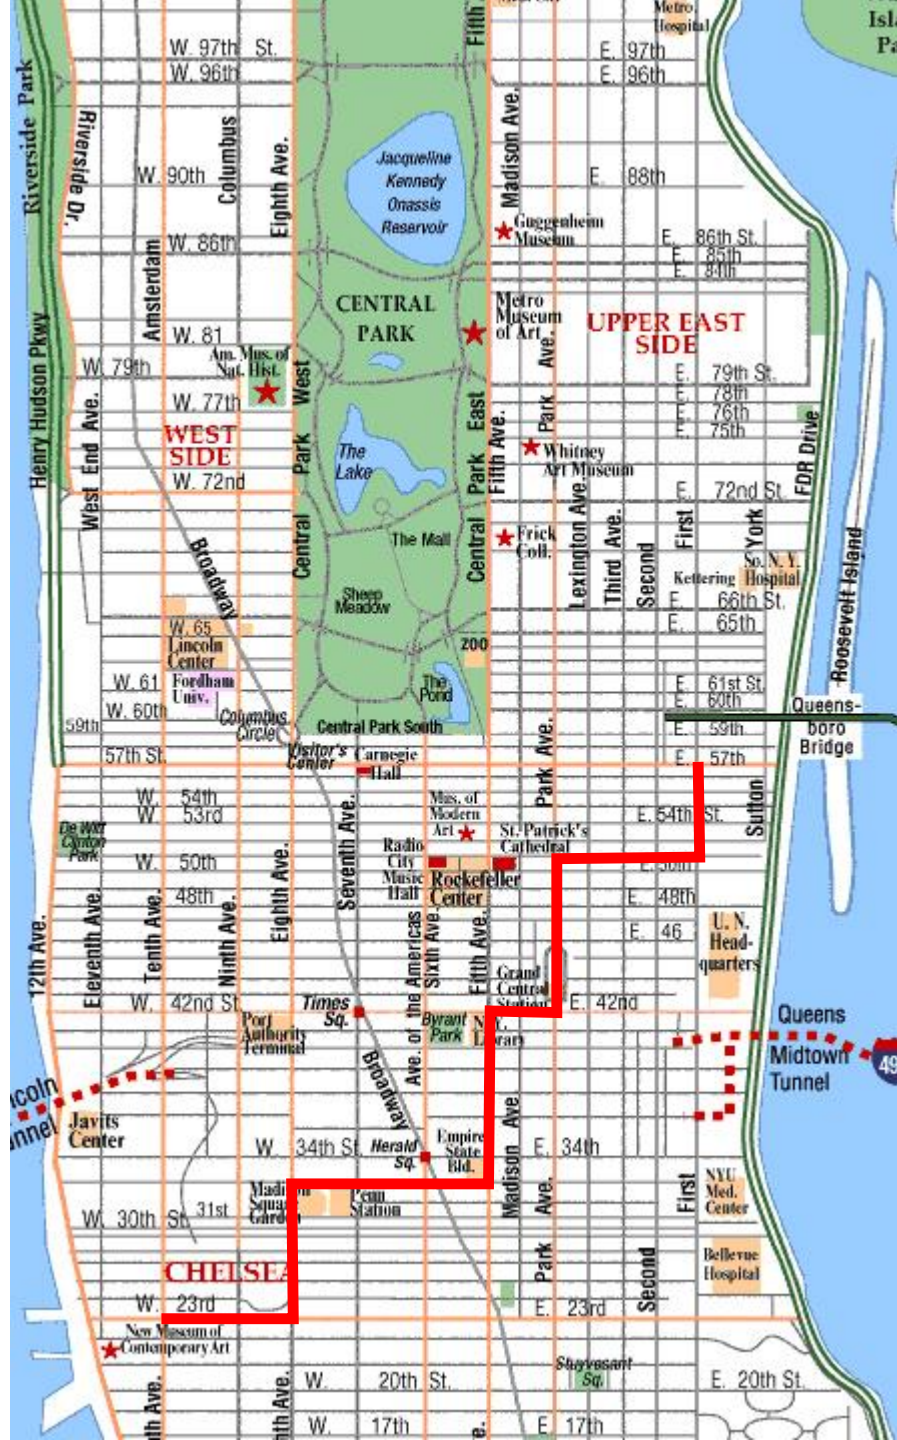 Metro.
Hospital
Fifth
W. 97th St.
W. 96th
E. 97th
E. 96th
Riverside Park
Riverside Dr.
Columbus
Eighth Ave.
Madison Ave.
Jacqueline
Kennedy
Onassis
Reservoir
W. 90th
E. 88th
Guggenheim
Museum
W. 86th
E. 86th St.
E. 85th
E. 84th
Amsterdam
CENTRAL
PARK
Metro
Museum
of Art
UPPER EAST
SIDE
Henry Hudson Pkwy
W. 81
Am. Mus. of
Nat. Hist.
W. 79th
E. 79th St.
E. 78th
W. 77th
E. 76th
E. 75th
Park Ave.
WEST
SIDE
West End Ave.
Central Park West
Central Park East
Fifth Ave.
The
Lake
Whitney
Art Museum
FDR Drive
W. 72nd
E. 72nd St.
Broadway
The Mall
Frick
Coll.
Lexington Ave.
Third Ave.
Second
First
York
Kettering
So. N. Y.
Hospital
Roosevelt Island
Sheep
Meadow
E. 66th St.
E. 65th
W. 65
Lincoln
Center
200
Fordham
Univ.
W. 61
E. 61st St.
The
Pond
W. 60th
E. 60th
Columbus
Circle
Central Park South
59th
E. 59th
Queens-
boro
Bridge
57th St.
Visitor's
Center
Carnegie
Hall
E. 57th
Park Ave.
Sutton
W. 54th
W. 53rd
Mus. of
Modern
Art
E. 54th St.
De Witt
Clinton
Park
Seventh Ave.
St. Patrick's
Cathedral
W. 50th
Radio
City
Music
Hall
Rockefeller
Center
48th
E. 48th
Eighth Ave.
12th Ave.
Eleventh Ave.
Tenth Ave.
Ninth Ave.
Ave. of the Americas
Sixth Ave.
Fifth Ave.
E. 46
U. N.
Head-
quarters
Grand
Central
Station
W. 42nd St.
Times
Sq.
E. 42nd
Port
Authority
Terminal
Byrant
Park
Queens
Midtown
Tunnel
Broadway
Javits
Center
W. 34th St.
Herald
Sq.
Empire
State
Bld.
Madison Ave
E. 34th
Park Ave.
First
NYU
Med.
Center
Penn
Station
31st
W. 30th St.
Second
Bellevue
Hospital
W. 23rd
E. 23rd
New Museum of
Contemporary Art
Stuyvesant
Sq.
W. 20th St.
E. 20th St.
W. 17th
E. 17th